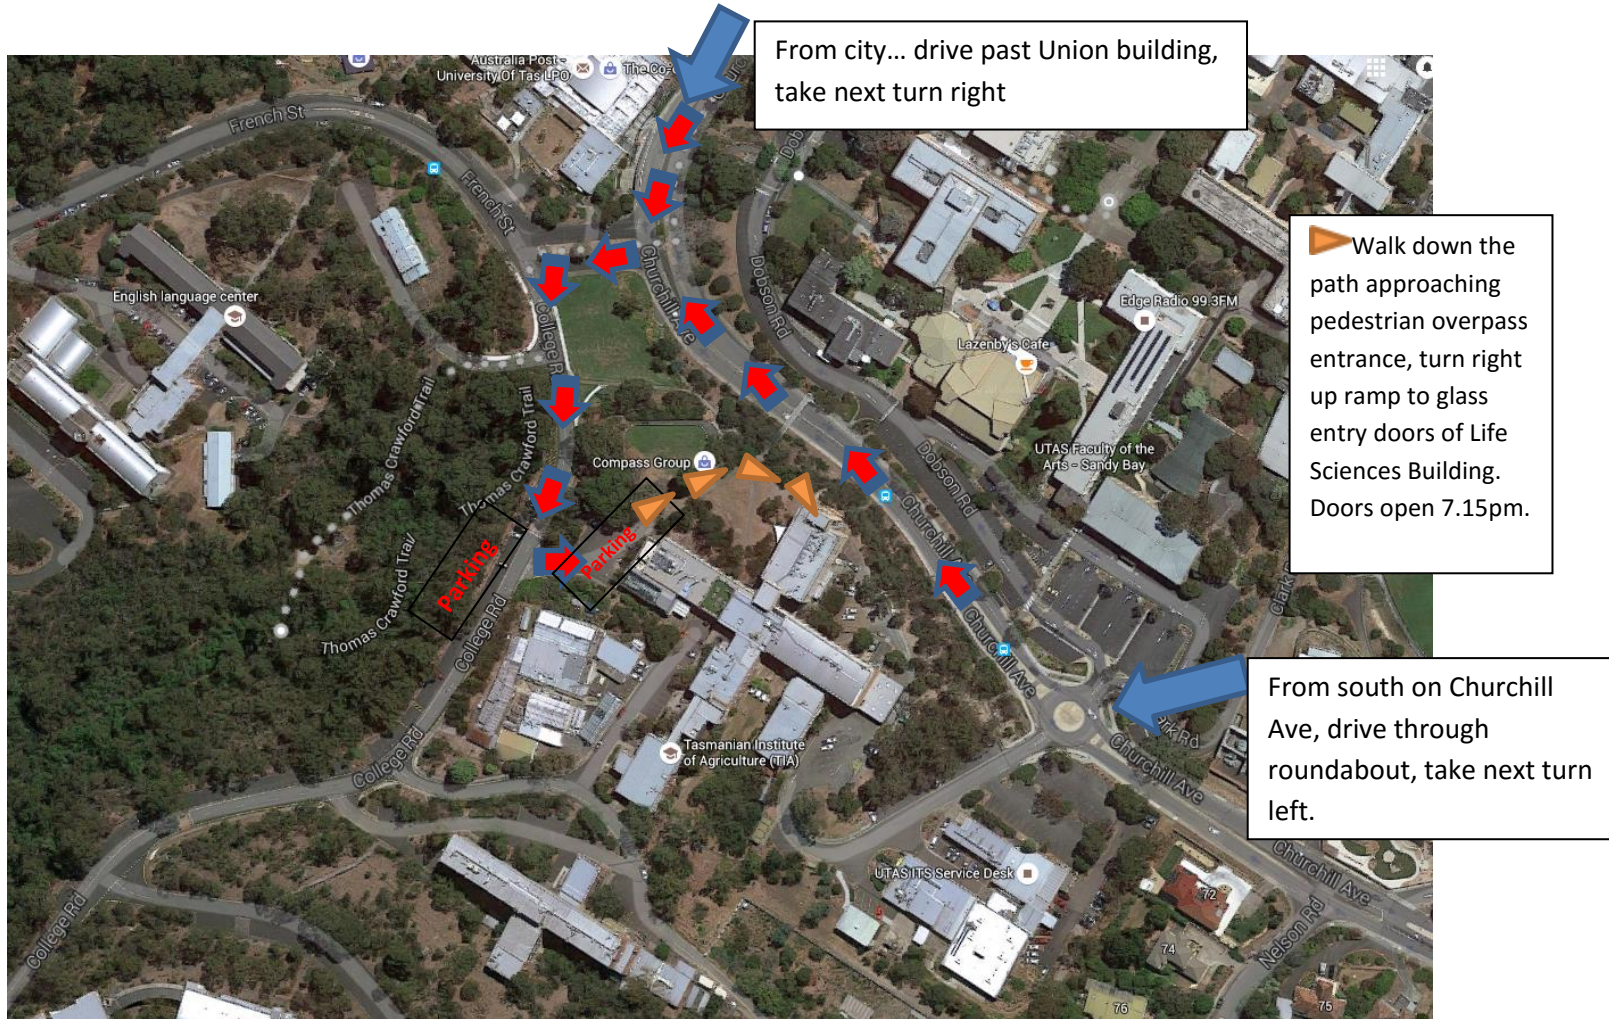 From city... drive past Union building,
take next turn right
Australia Post -
University Of Tas LPO
The Co-
Church
French St
French St
Dob
Walk down the
path approaching
pedestrian overpass
entrance, turn right
up ramp to glass
entry doors of Life
Sciences Building.
Doors open 7.15pm.
English language center
College R
Churchill Ave
Dobson Rd
Edge Radio 99.3FM
Lazenby's Cafe
Thomas Crawford Trail
Thomas Crawford Trail
Compass Group
UTAS Faculty of the
Arts - Sandy Bay
Dobson Rd
Churchill Ave
Parking
Parking
Thomas Crawford Trail
College Rd
Clark R
Churchill Ave
From south on Churchill
Ave, drive through
roundabout, take next turn
left.
ark Rd
Churchill Ave
College Rd
Tasmanian Institute
of Agriculture (TIA)
Churchill Ave
UTAS ITS Service Desk
72
College Rd
Nelson Rd
74
76
75